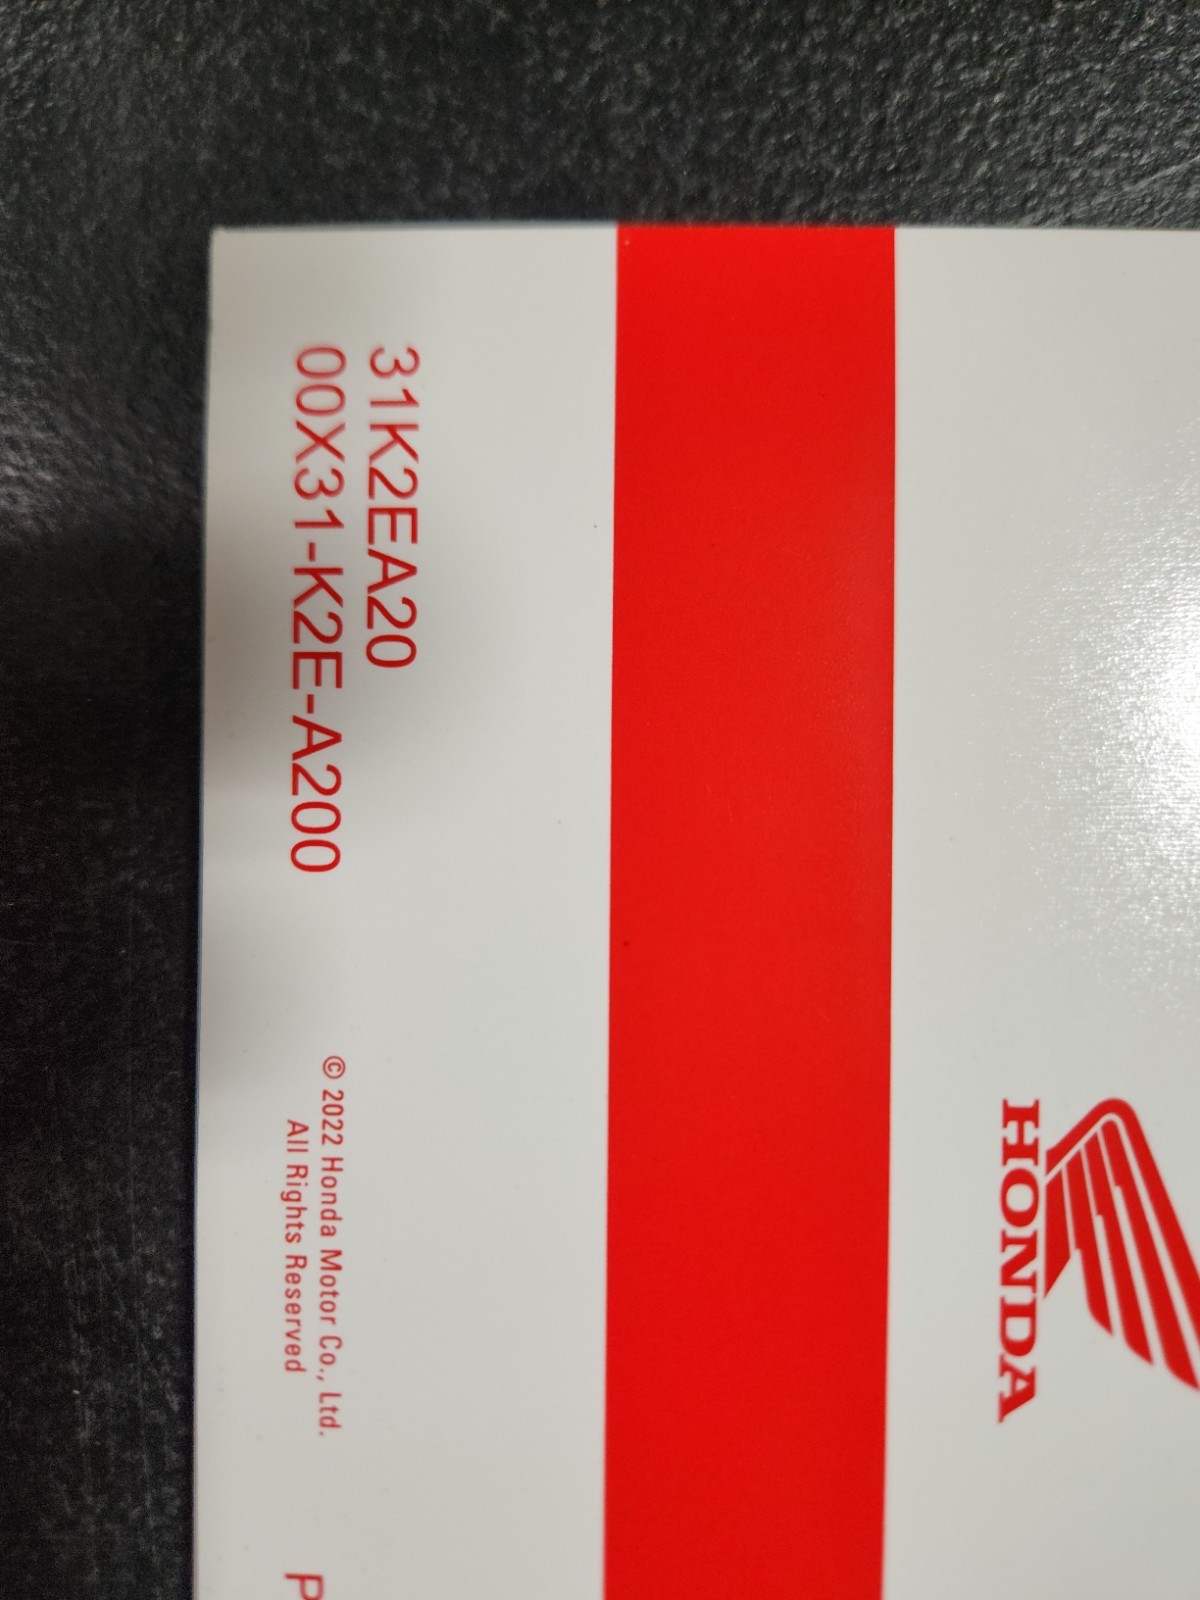 HONDA
31K2EA20
00X31-K2E-A200
© 2022 Honda Motor Co., Ltd.
All Rights Reserved
P